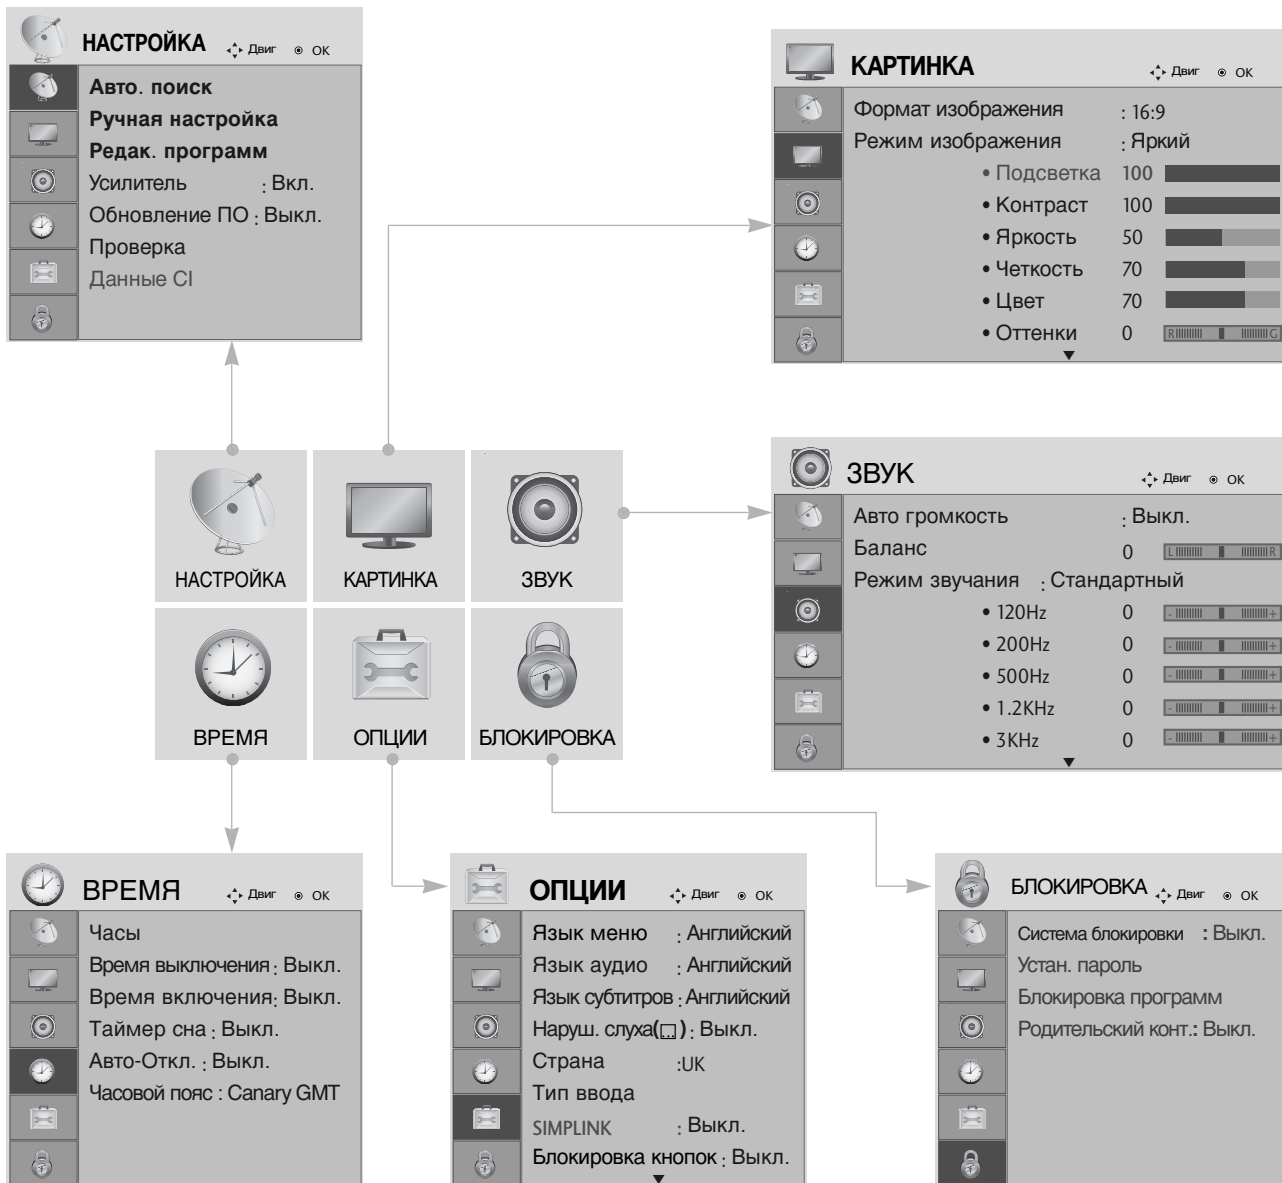 НАСТРОЙКА Двиг OK
Авто. поиск
Ручная настройка
Редак. программ
Усилитель : Вкл.
Обновление ПО : Выкл.
Проверка
Данные CI
КАРТИНКА Двиг OK
Формат изображения : 16:9
Режим изображения : Яркий
• Подсветка 100
• Контраст 100
• Яркость 50
• Четкость 70
• Цвет 70
• Оттенки 0 R G
НАСТРОЙКА КАРТИНКА ЗВУК
ВРЕМЯ ОПЦИИ БЛОКИРОВКА
ЗВУК Двиг OK
Авто громкость : Выкл.
Баланс 0 L R
Режим звучания : Стандартный
• 120Hz 0 - +
• 200Hz 0 - +
• 500Hz 0 - +
• 1.2KHz 0 - +
• 3KHz 0 - +
ВРЕМЯ Двиг OK
Часы
Время выключения : Выкл.
Время включения : Выкл.
Таймер сна : Выкл.
Авто-Откл. : Выкл.
Часовой пояс : Canary GMT
ОПЦИИ Двиг OK
Язык меню : Английский
Язык аудио : Английский
Язык субтитров : Английский
Наруш. слуха( ) : Выкл.
Страна :UK
Тип ввода
SIMPLINK : Выкл.
Блокировка кнопок : Выкл.
БЛОКИРОВКА Двиг OK
Система блокировки : Выкл.
Устан. пароль
Блокировка программ
Родительский конт.: Выкл.